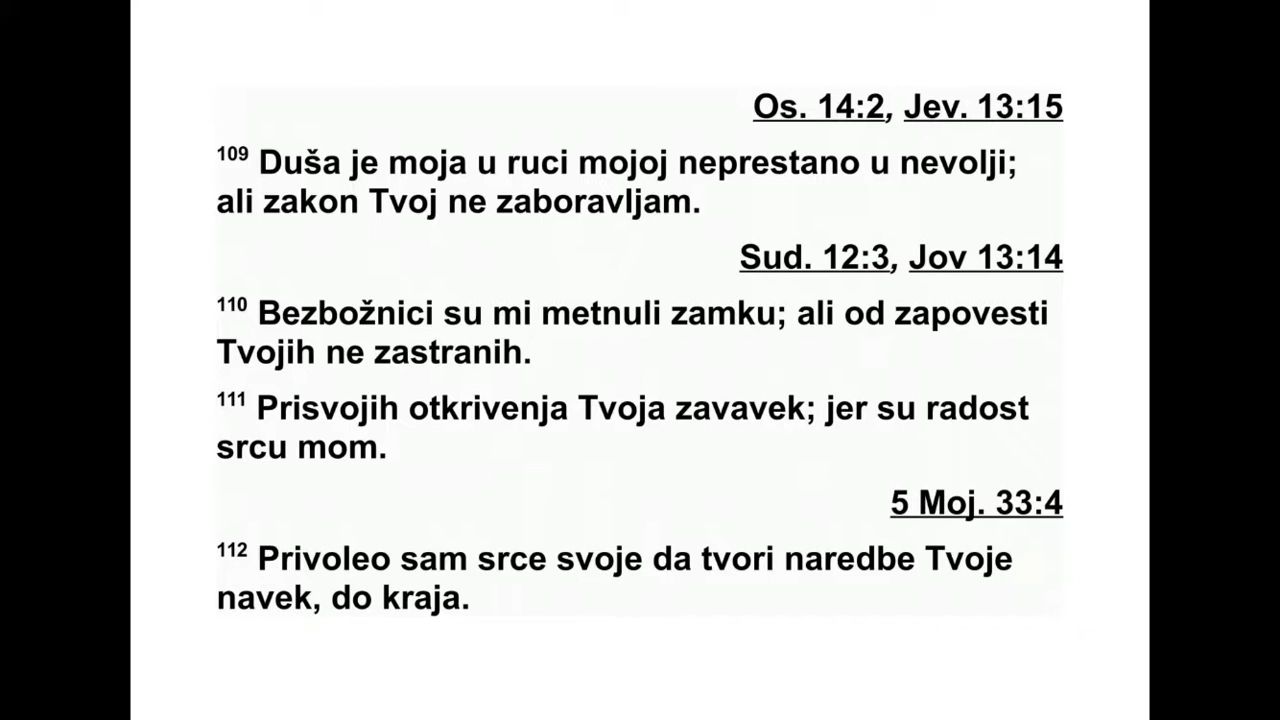 Os. 14:2, Jev. 13:15
109 Duša je moja u ruci mojoj neprestano u nevolji;
ali zakon Tvoj ne zaboravljam.
Sud. 12:3, Jov 13:14
110 Bezbožnici su mi metnuli zamku; ali od zapovesti
Tvojih ne zastranih.
111 Prisvojih otkrivenja Tvoja zavavek; jer su radost
srcu mom.
5 Moj. 33:4
112 Privoleo sam srce svoje da tvori naredbe Tvoje
navek, do kraja.